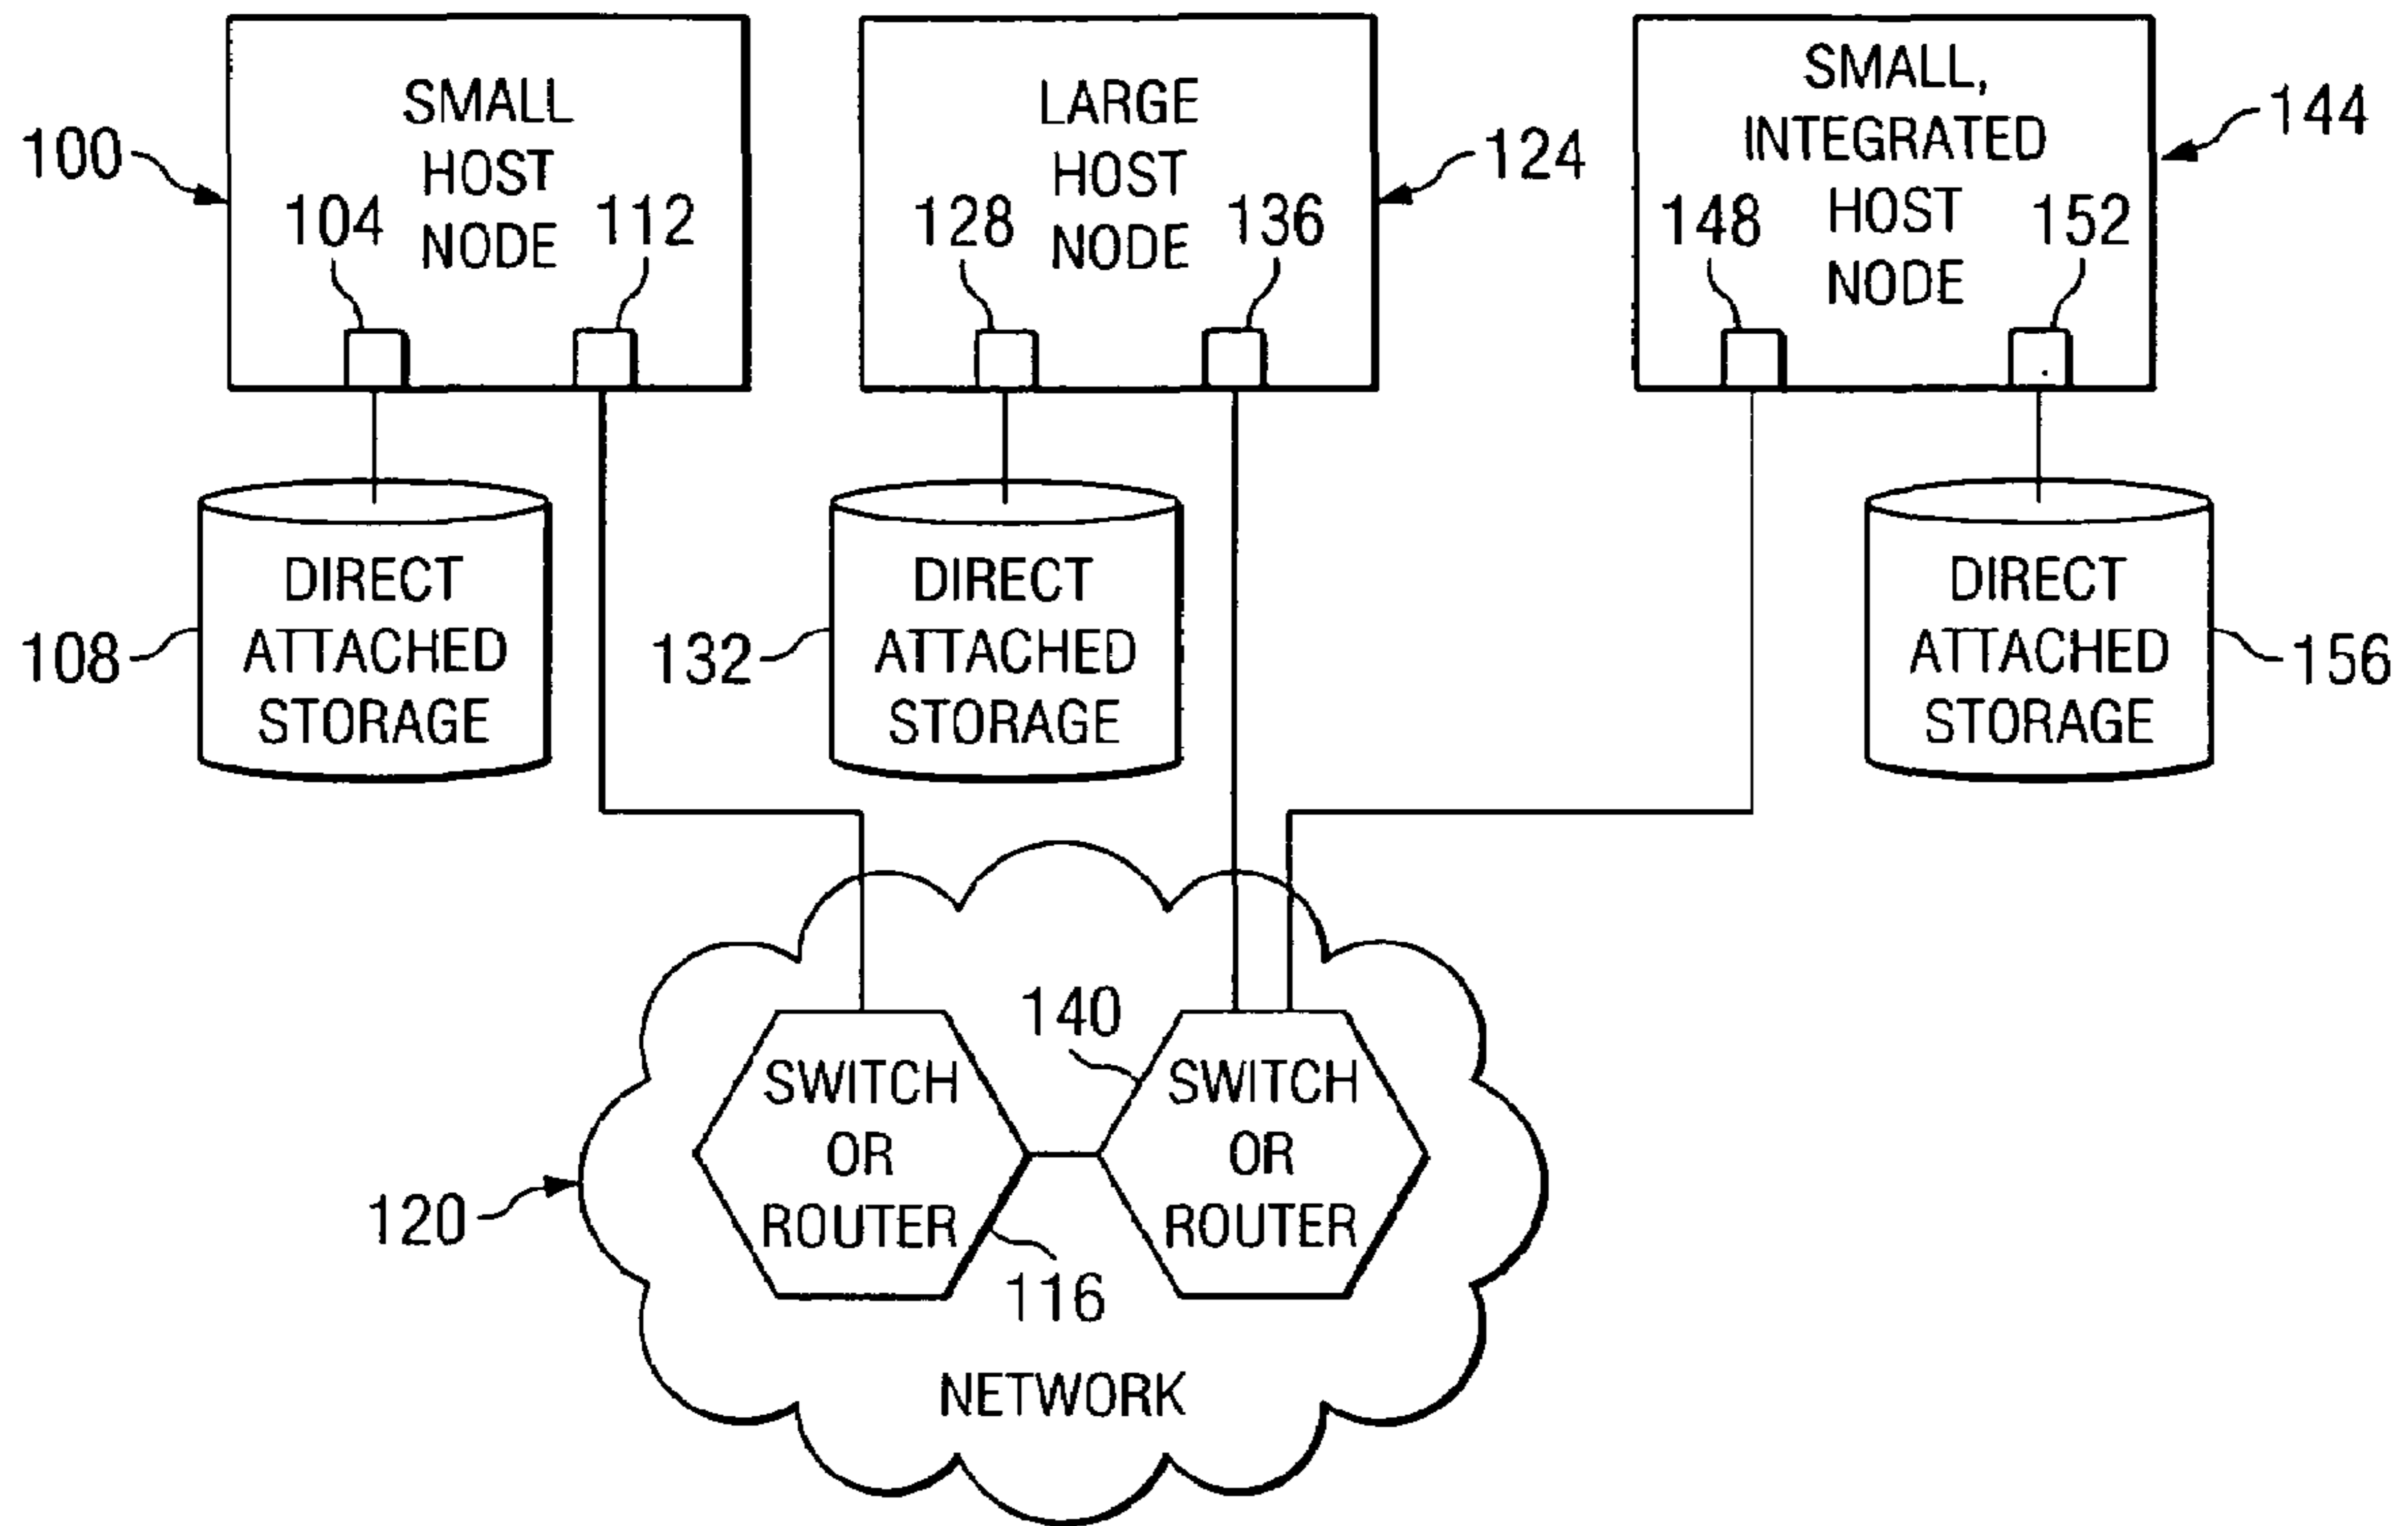 SMALL
HOST
NODE
100
104
112
LARGE
HOST
NODE
124
128
136
SMALL,
INTEGRATED
HOST
NODE
144
148
152
DIRECT
ATTACHED
STORAGE
108
DIRECT
ATTACHED
STORAGE
132
DIRECT
ATTACHED
STORAGE
156
SWITCH
OR
ROUTER
116
140
SWITCH
OR
ROUTER
120
NETWORK